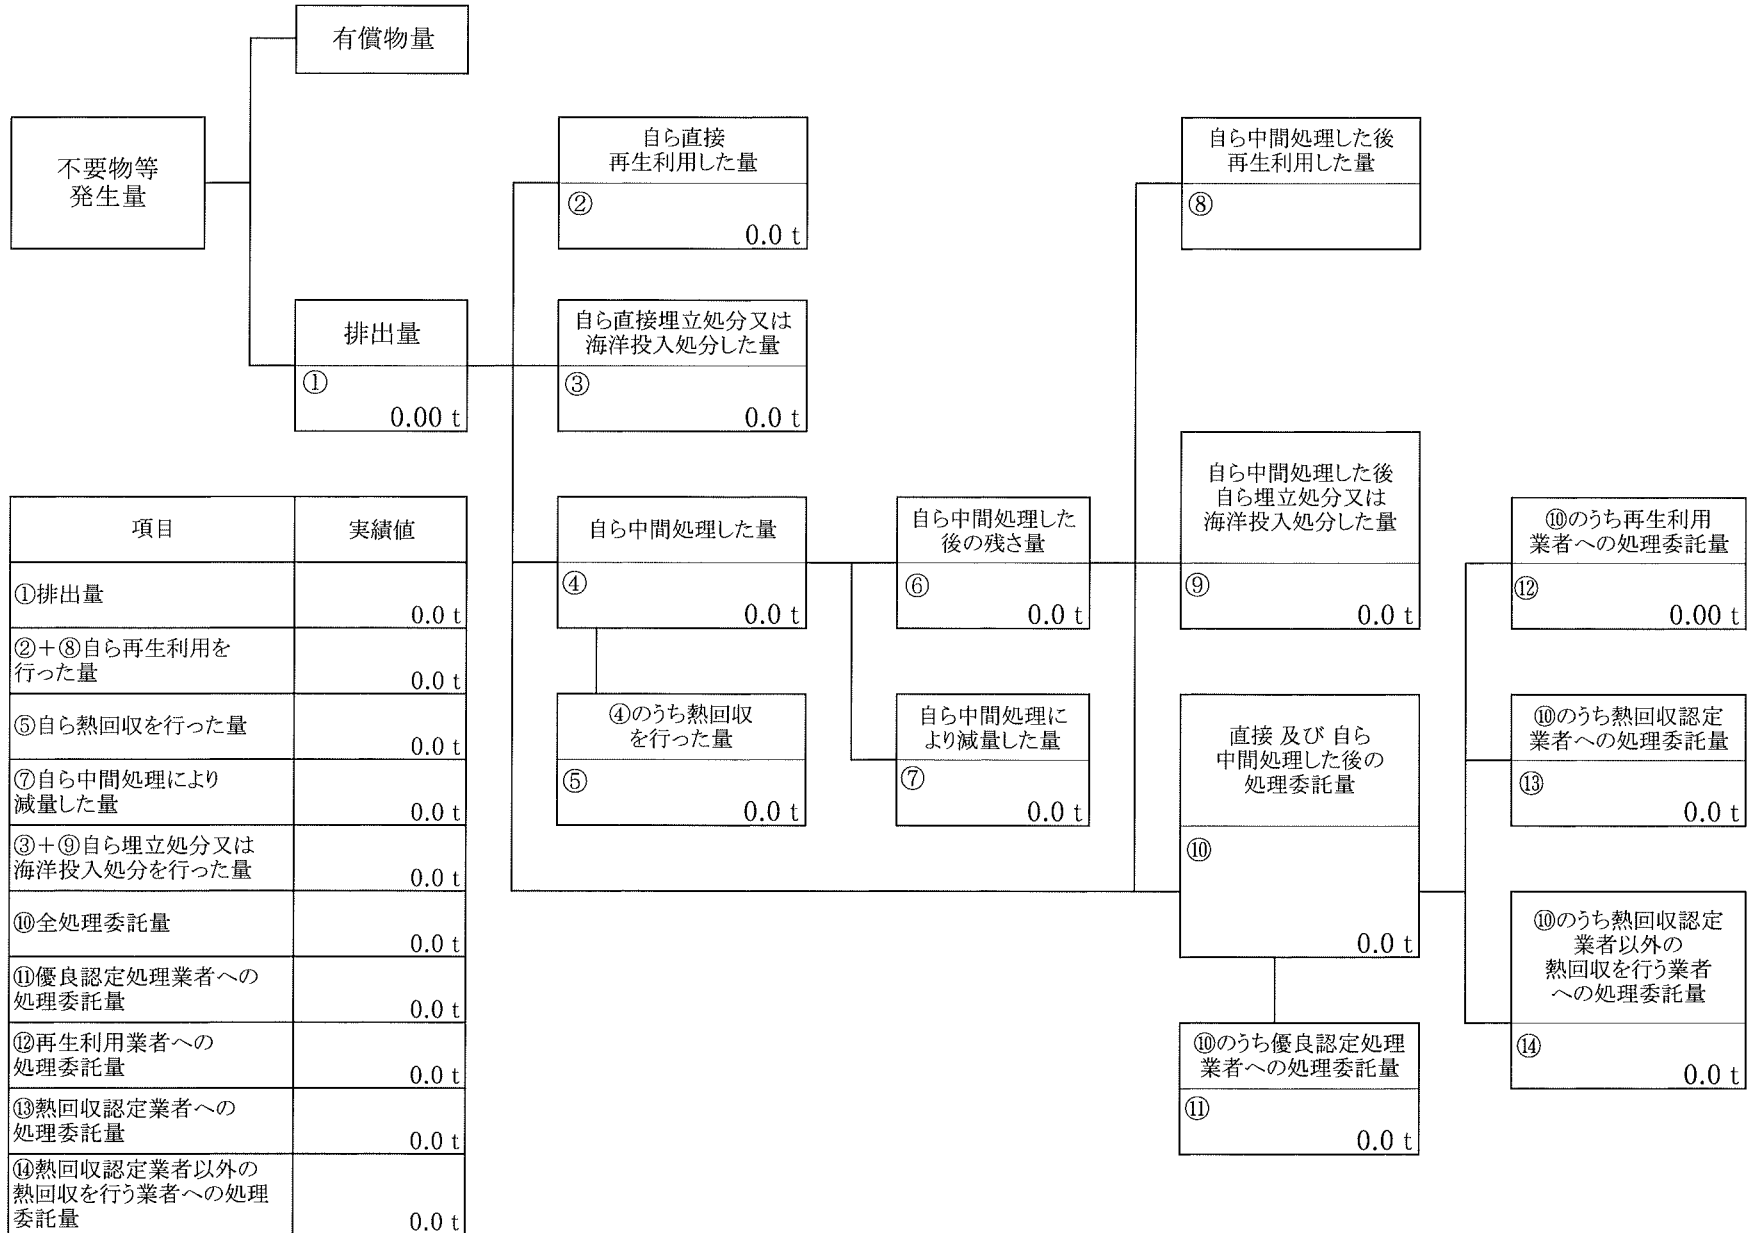 有償物量
不要物等
発生量
自ら直接
再生利用した量
②
0.0 t
自ら中間処理した後
再生利用した量
⑧
排出量
①
0.00 t
自ら直接埋立処分又は
海洋投入処分した量
③
0.0 t
自ら中間処理した量
④
0.0 t
自ら中間処理した
後の残さ量
⑥
0.0 t
自ら中間処理した後
自ら埋立処分又は
海洋投入処分した量
⑨
0.0 t
⑩のうち再生利用
業者への処理委託量
⑫
0.00 t
④のうち熱回収
を行った量
⑤
0.0 t
自ら中間処理に
より減量した量
⑦
0.0 t
直接 及び 自ら
中間処理した後の
処理委託量
⑩
0.0 t
⑩のうち熱回収認定
業者への処理委託量
⑬
0.0 t
⑩のうち熱回収認定
業者以外の
熱回収を行う業者
への処理委託量
⑭
0.0 t
⑩のうち優良認定処理
業者への処理委託量
⑪
0.0 t
項目 実績値
①排出量
0.0 t
②+⑧自ら再生利用を
行った量
0.0 t
⑤自ら熱回収を行った量
0.0 t
⑦自ら中間処理により
減量した量
0.0 t
③+⑨自ら埋立処分又は
海洋投入処分を行った量
0.0 t
⑩全処理委託量
0.0 t
⑪優良認定処理業者への
処理委託量
0.0 t
⑫再生利用業者への
処理委託量
0.0 t
⑬熱回収認定業者への
処理委託量
0.0 t
⑭熱回収認定業者以外の
熱回収を行う業者への処理
委託量
0.0 t